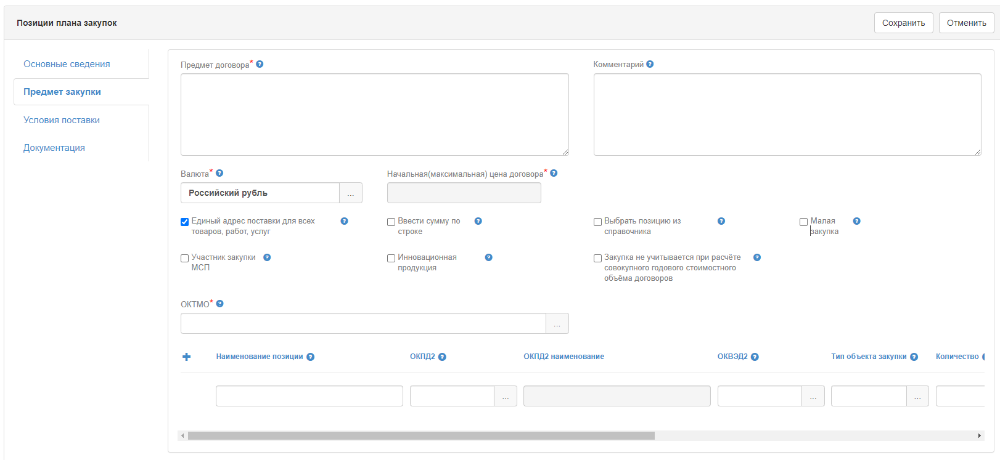 Позиции плана закупок
Сохранить
Отменить
Основные сведения
Предмет закупки
Условия поставки
Документация
Предмет договора* ?
Комментарий ?
Валюта* ?
Начальная(максимальная) цена договора* ?
Российский рубль
...
Единый адрес поставки для всех
товаров, работ, услуг
?
Ввести сумму по
строке
?
Выбрать позицию из
справочника
?
Малая
закупка
?
Участник закупки
МСП
?
Инновационная
продукция
?
Закупка не учитывается при расчёте
совокупного годового стоимостного
объёма договоров
?
ОКТМО* ?
...
+ Наименование позиции ? ОКПД2 ? ОКПД2 наименование ОКВЭД2 ? Тип объекта закупки ? Количество
... ... ...